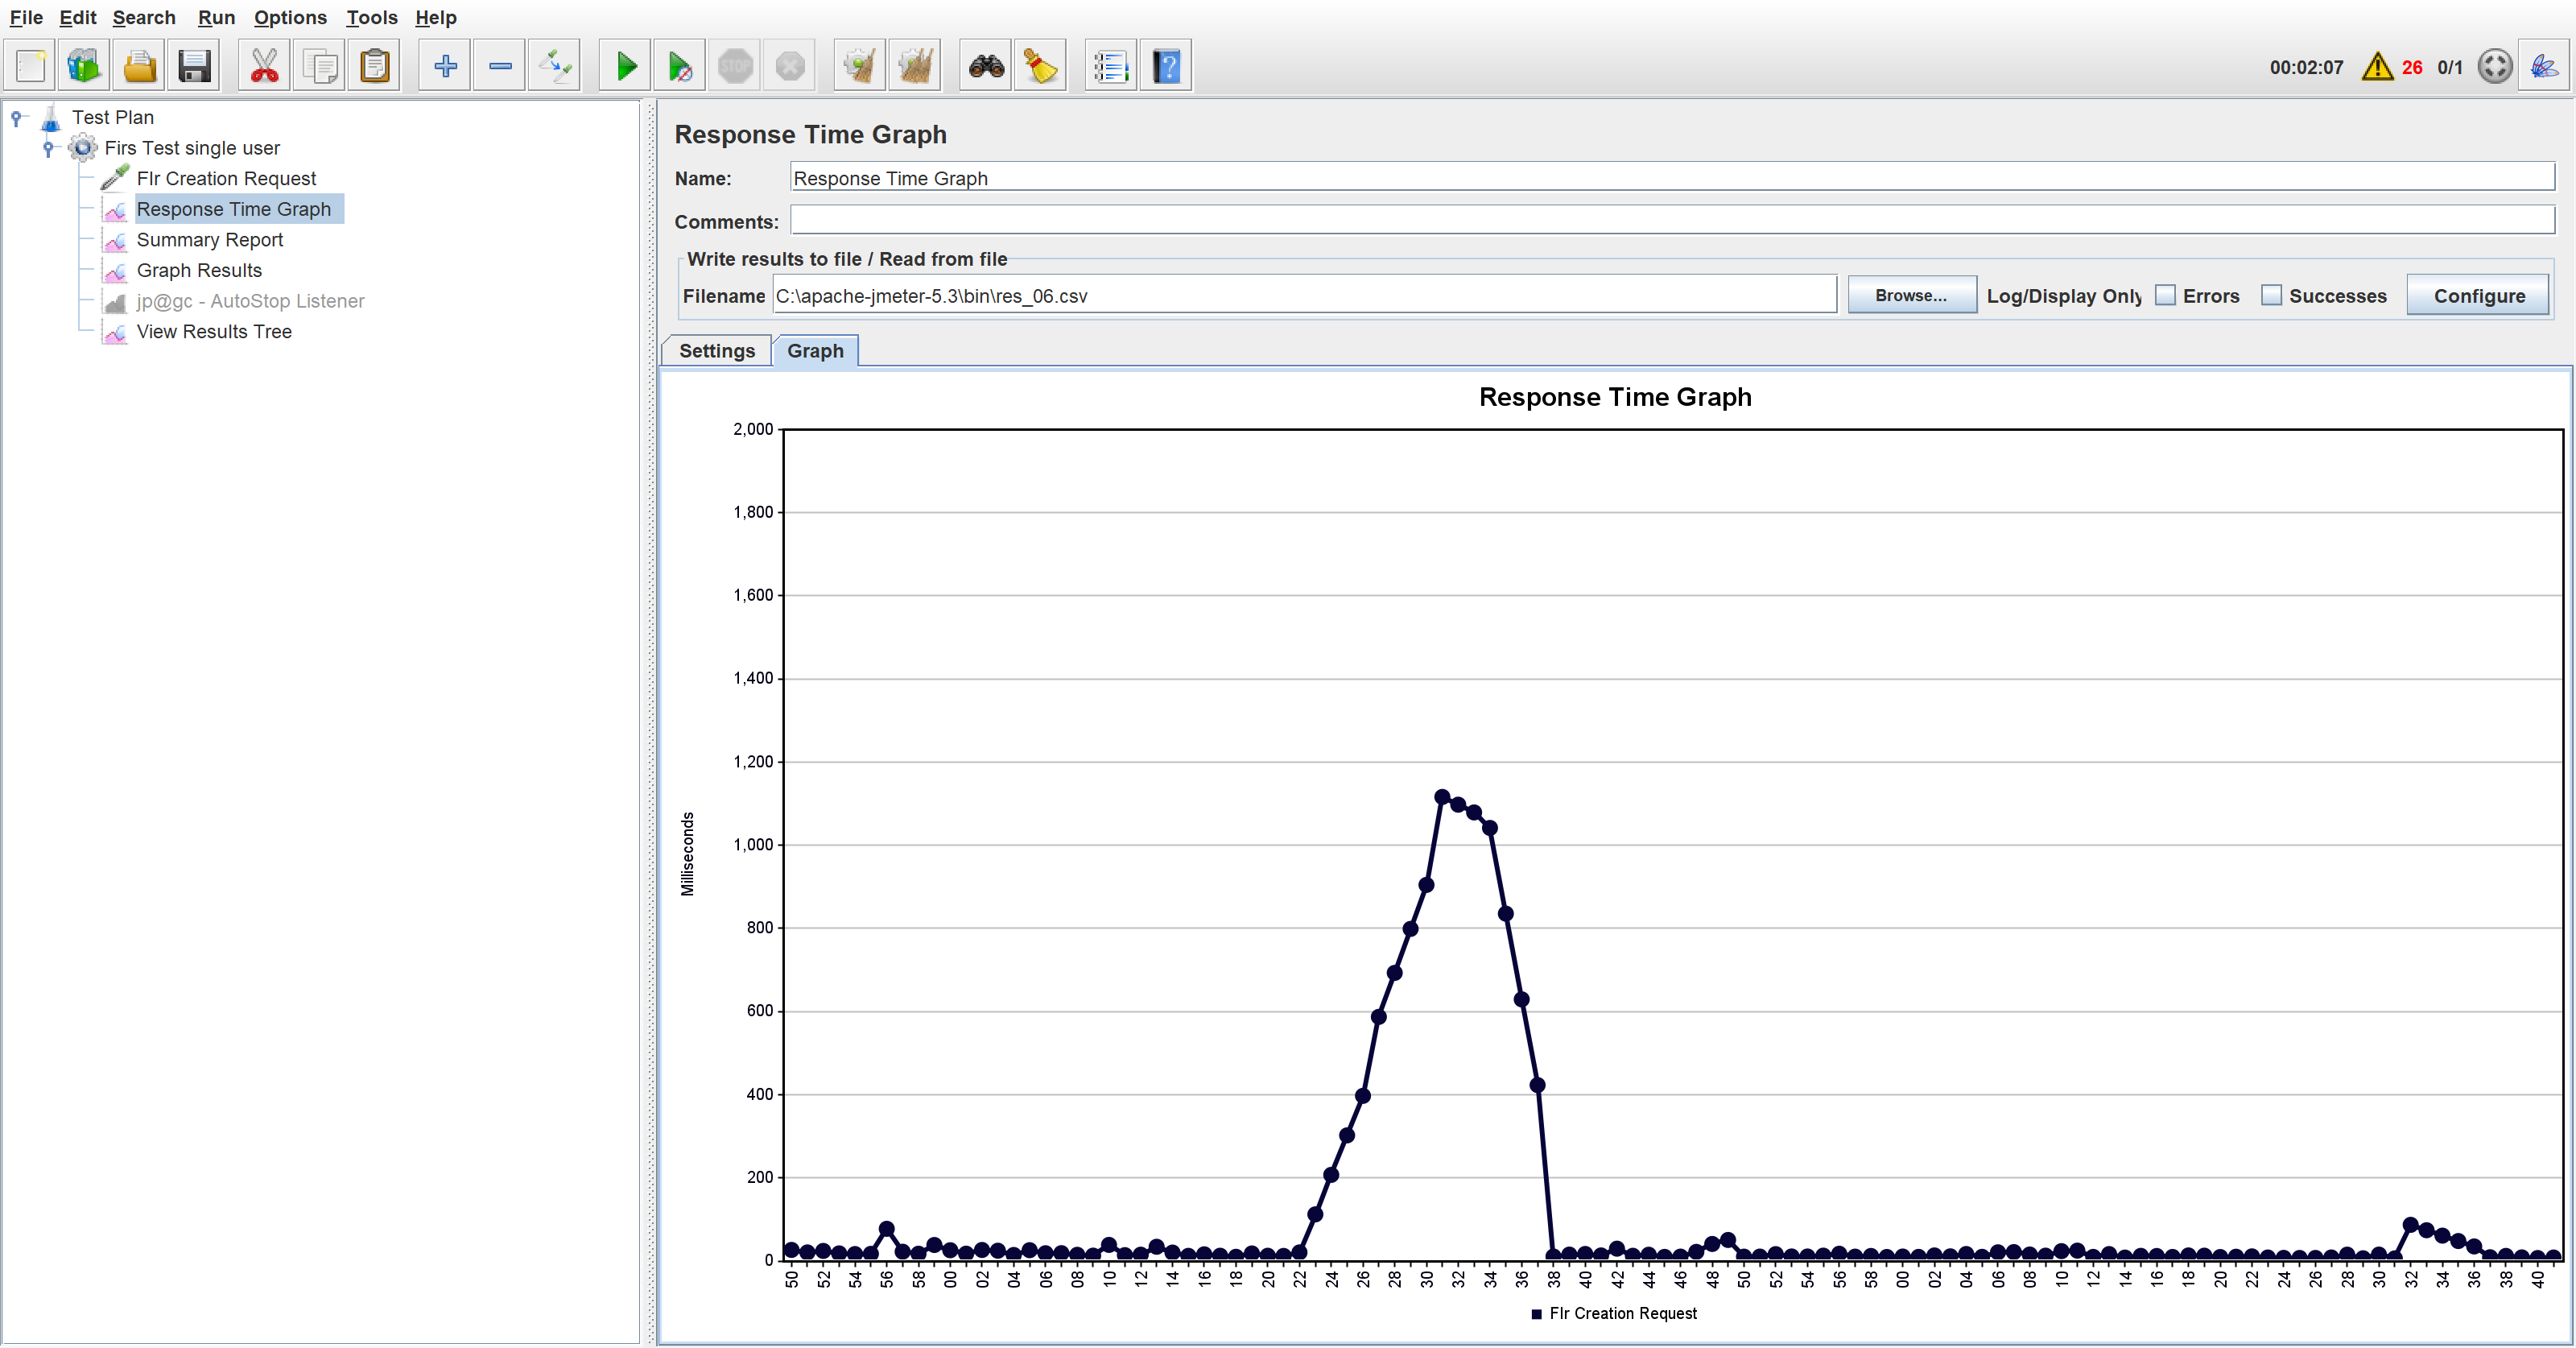 File Edit Search Run Options Tools Help
STOP
00:02:07 26 0/1
Test Plan
Firs Test single user
FIr Creation Request
Response Time Graph
Summary Report
Graph Results
jp@gc - AutoStop Listener
View Results Tree
Response Time Graph
Name: Response Time Graph
Comments:
Write results to file / Read from file
Filename C:\apache-jmeter-5.3\bin\res_06.csv Browse... Log/Display Only Errors Successes Configure
Settings Graph
Response Time Graph
2,000
1,800
1,600
1,400
1,200
1,000
800
600
400
200
0
Milliseconds
50 52 54 56 58 00 02 04 06 08 10 12 14 16 18 20 22 24 26 28 30 32 34 36 38 40 42 44 46 48 50 52 54 56 58 00 02 04 06 08 10 12 14 16 18 20 22 24 26 28 30 32 34 36 38 40
FIr Creation Request